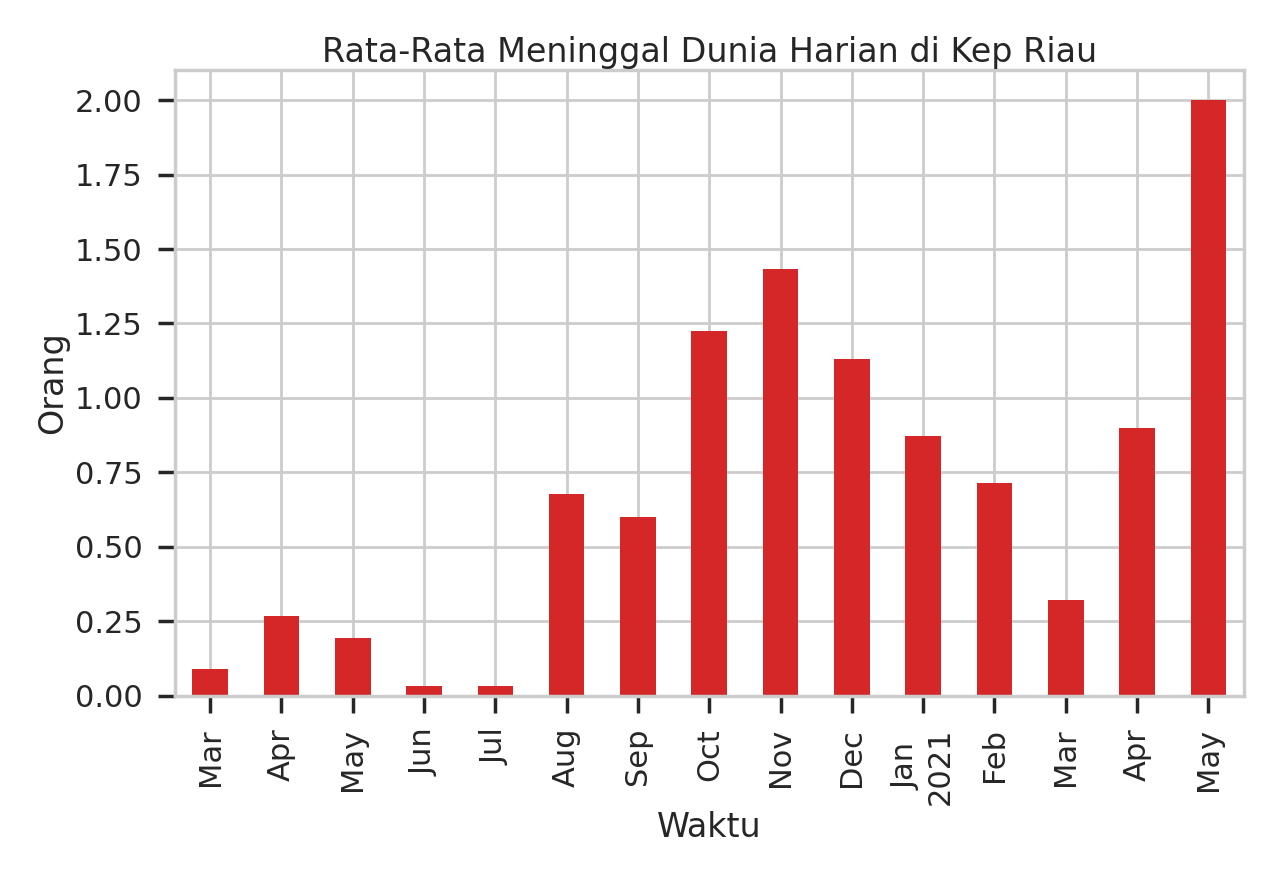 Rata-Rata Meninggal Dunia Harian di Kep Riau
2.00
1.75
1.50
1.25
1.00
0.75
0.50
0.25
0.00
Orang
Mar
Apr
May
Jun
Jul
Aug
Sep
Oct
Nov
Dec
Jan
2021
Feb
Mar
Apr
May
Waktu